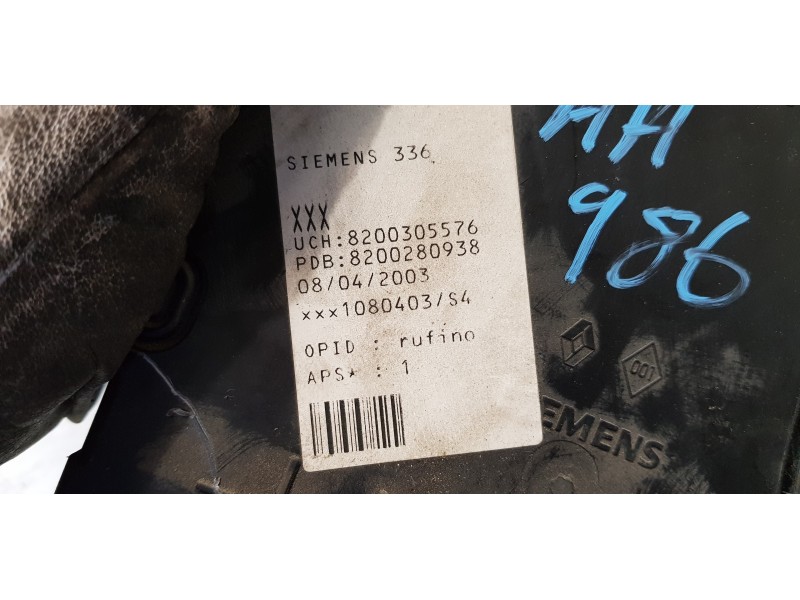 SIEMENS 336
XXX
UCH:8200305576
PDB:8200280938
08/04/2003
xxx1080403/S4
OPID : rufino
APS* : 1
AA
986
001
EMENS